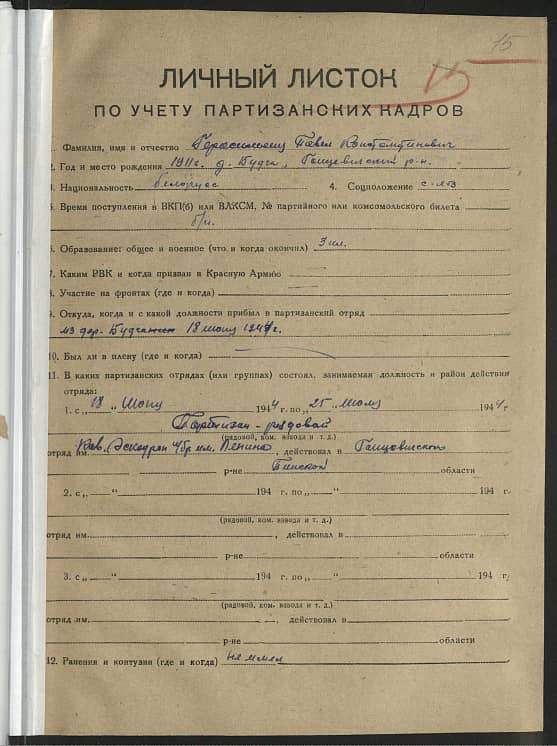 15
ЛИЧНЫЙ ЛИСТОК
ПО УЧЕТУ ПАРТИЗАНСКИХ КАДРОВ
1. Фамилия, имя и отчество Павел
2. Год и место рождения 1911 г. д. Будча, р-н.
3. Национальность белорус 4. Соцположение с-яз
5. Время поступления в ВКП(б) или ВЛКСМ, № партийного или комсомольского билета
б/п.
6. Образование: общее и военное (что и когда окончил) 3 кл.
7. Каким РВК и когда призван в Красную Армию
8. Участие на фронтах (где и когда)
9. Откуда, когда и с какой должности прибыл в партизанский отряд
из дер. 18 1944 г.
10. Был ли в плену (где и когда)
11. В каких партизанских отрядах (или группах) состоял, занимаемая должность и район действия
отряда:
1. с „18 „ 1944 г. по „25 „ 1944 г
Партизан - рядовой
(рядовой, ком. взвода и т. д.)
отряд им. Кав. Эскадрон бр. им. Ленина, действовал в
р-не Пинской области
2. с „ “ 194 г. по „ “ 194 г.
(рядовой, ком. взвода и т. д.)
отряд им. , действовал в
р-не области
3. с „ “ 194 г. по „ “ 194 г.
(рядовой, ком. взвода и т. д.)
отряд им. , действовал в
р-не области
12. Ранения и контузии (где и когда) не имел